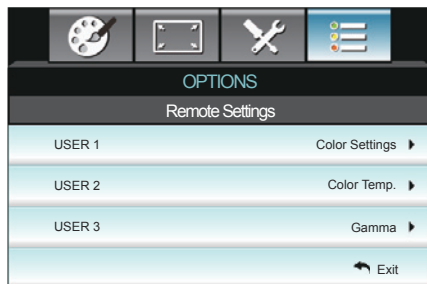 OPTIONS
Remote Settings
USER 1 Color Settings
USER 2 Color Temp.
USER 3 Gamma
Exit